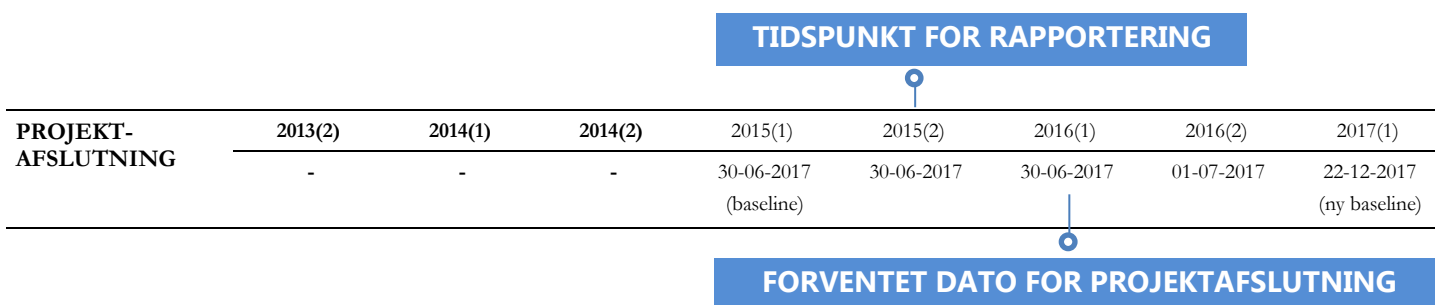 TIDSPUNKT FOR RAPPORTERING
PROJEKT- 2013(2) 2014(1) 2014(2) 2015(1) 2015(2) 2016(1) 2016(2) 2017(1)
AFSLUTNING
- - - 30-06-2017 30-06-2017 30-06-2017 01-07-2017 22-12-2017
(baseline) (ny baseline)
FORVENTET DATO FOR PROJEKTAFSLUTNING